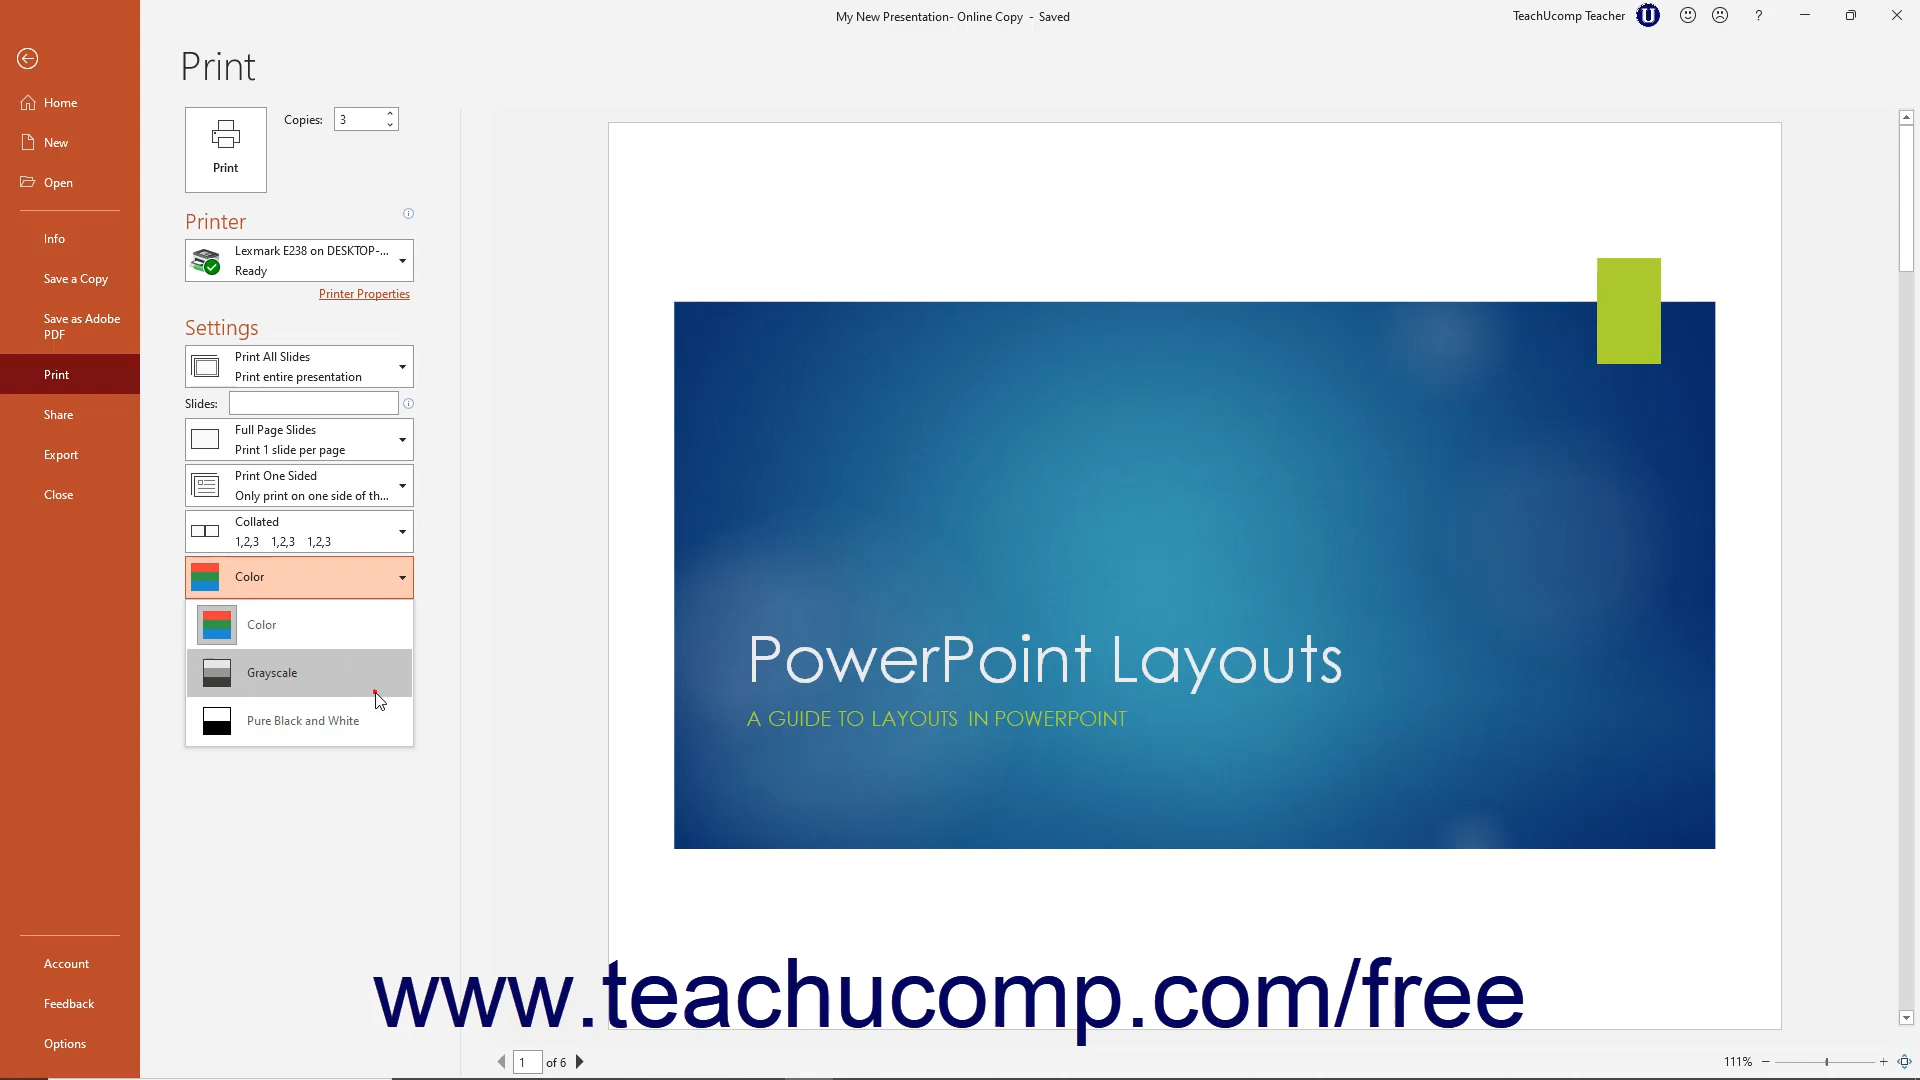 My New Presentation- Online Copy - Saved
TeachUcomp Teacher
U
?
Home
New
Open
Info
Save a Copy
Save as Adobe
PDF
Print
Share
Export
Close
Account
Feedback
Options
Print
Print
Copies: 3
Printer
Lexmark E238 on DESKTOP-...
Ready
Printer Properties
Settings
Print All Slides
Print entire presentation
Slides:
Full Page Slides
Print 1 slide per page
Print One Sided
Only print on one side of th...
Collated
1,2,3 1,2,3 1,2,3
Color
Color
Grayscale
Pure Black and White
PowerPoint Layouts
A GUIDE TO LAYOUTS IN POWERPOINT
www.teachucomp.com/free
1 of 6
111%